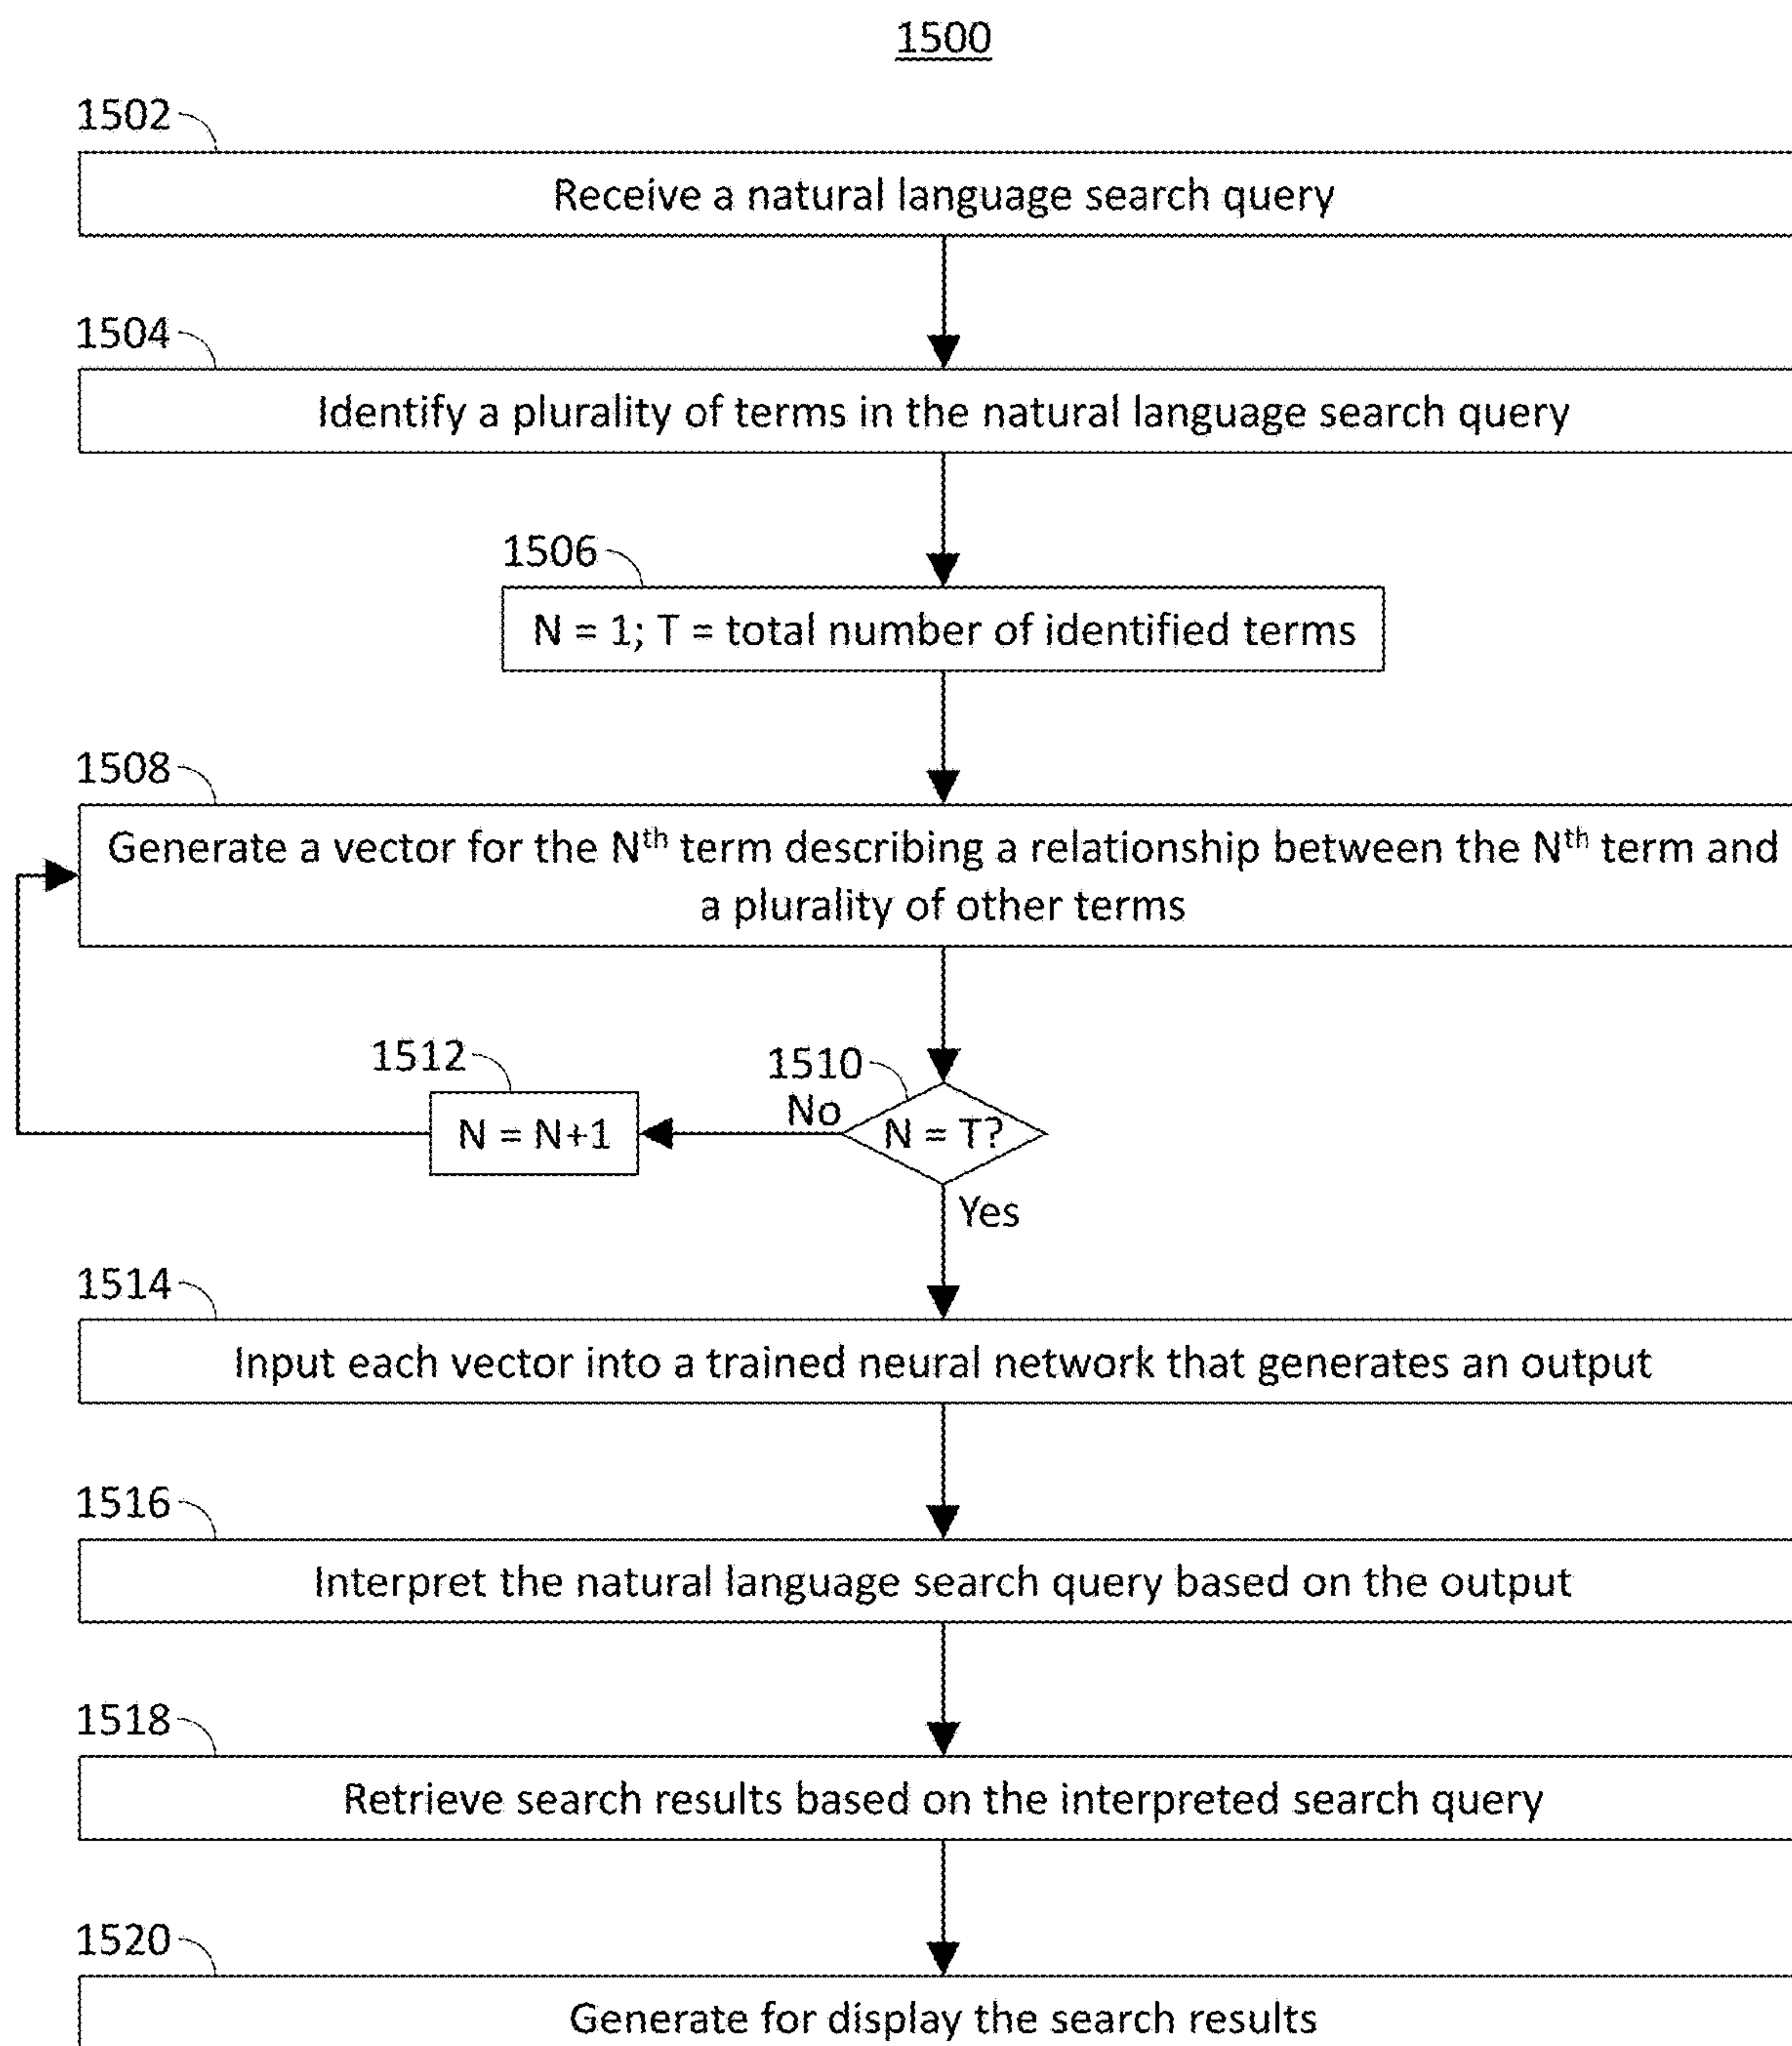 1500
1502
Receive a natural language search query
1504
Identify a plurality of terms in the natural language search query
1506
N = 1; T = total number of identified terms
1508
Generate a vector for the Nth term describing a relationship between the Nth term and
a plurality of other terms
1512
1510
No
N = N+1
N = T?
Yes
1514
Input each vector into a trained neural network that generates an output
1516
Interpret the natural language search query based on the output
1518
Retrieve search results based on the interpreted search query
1520
Generate for display the search results